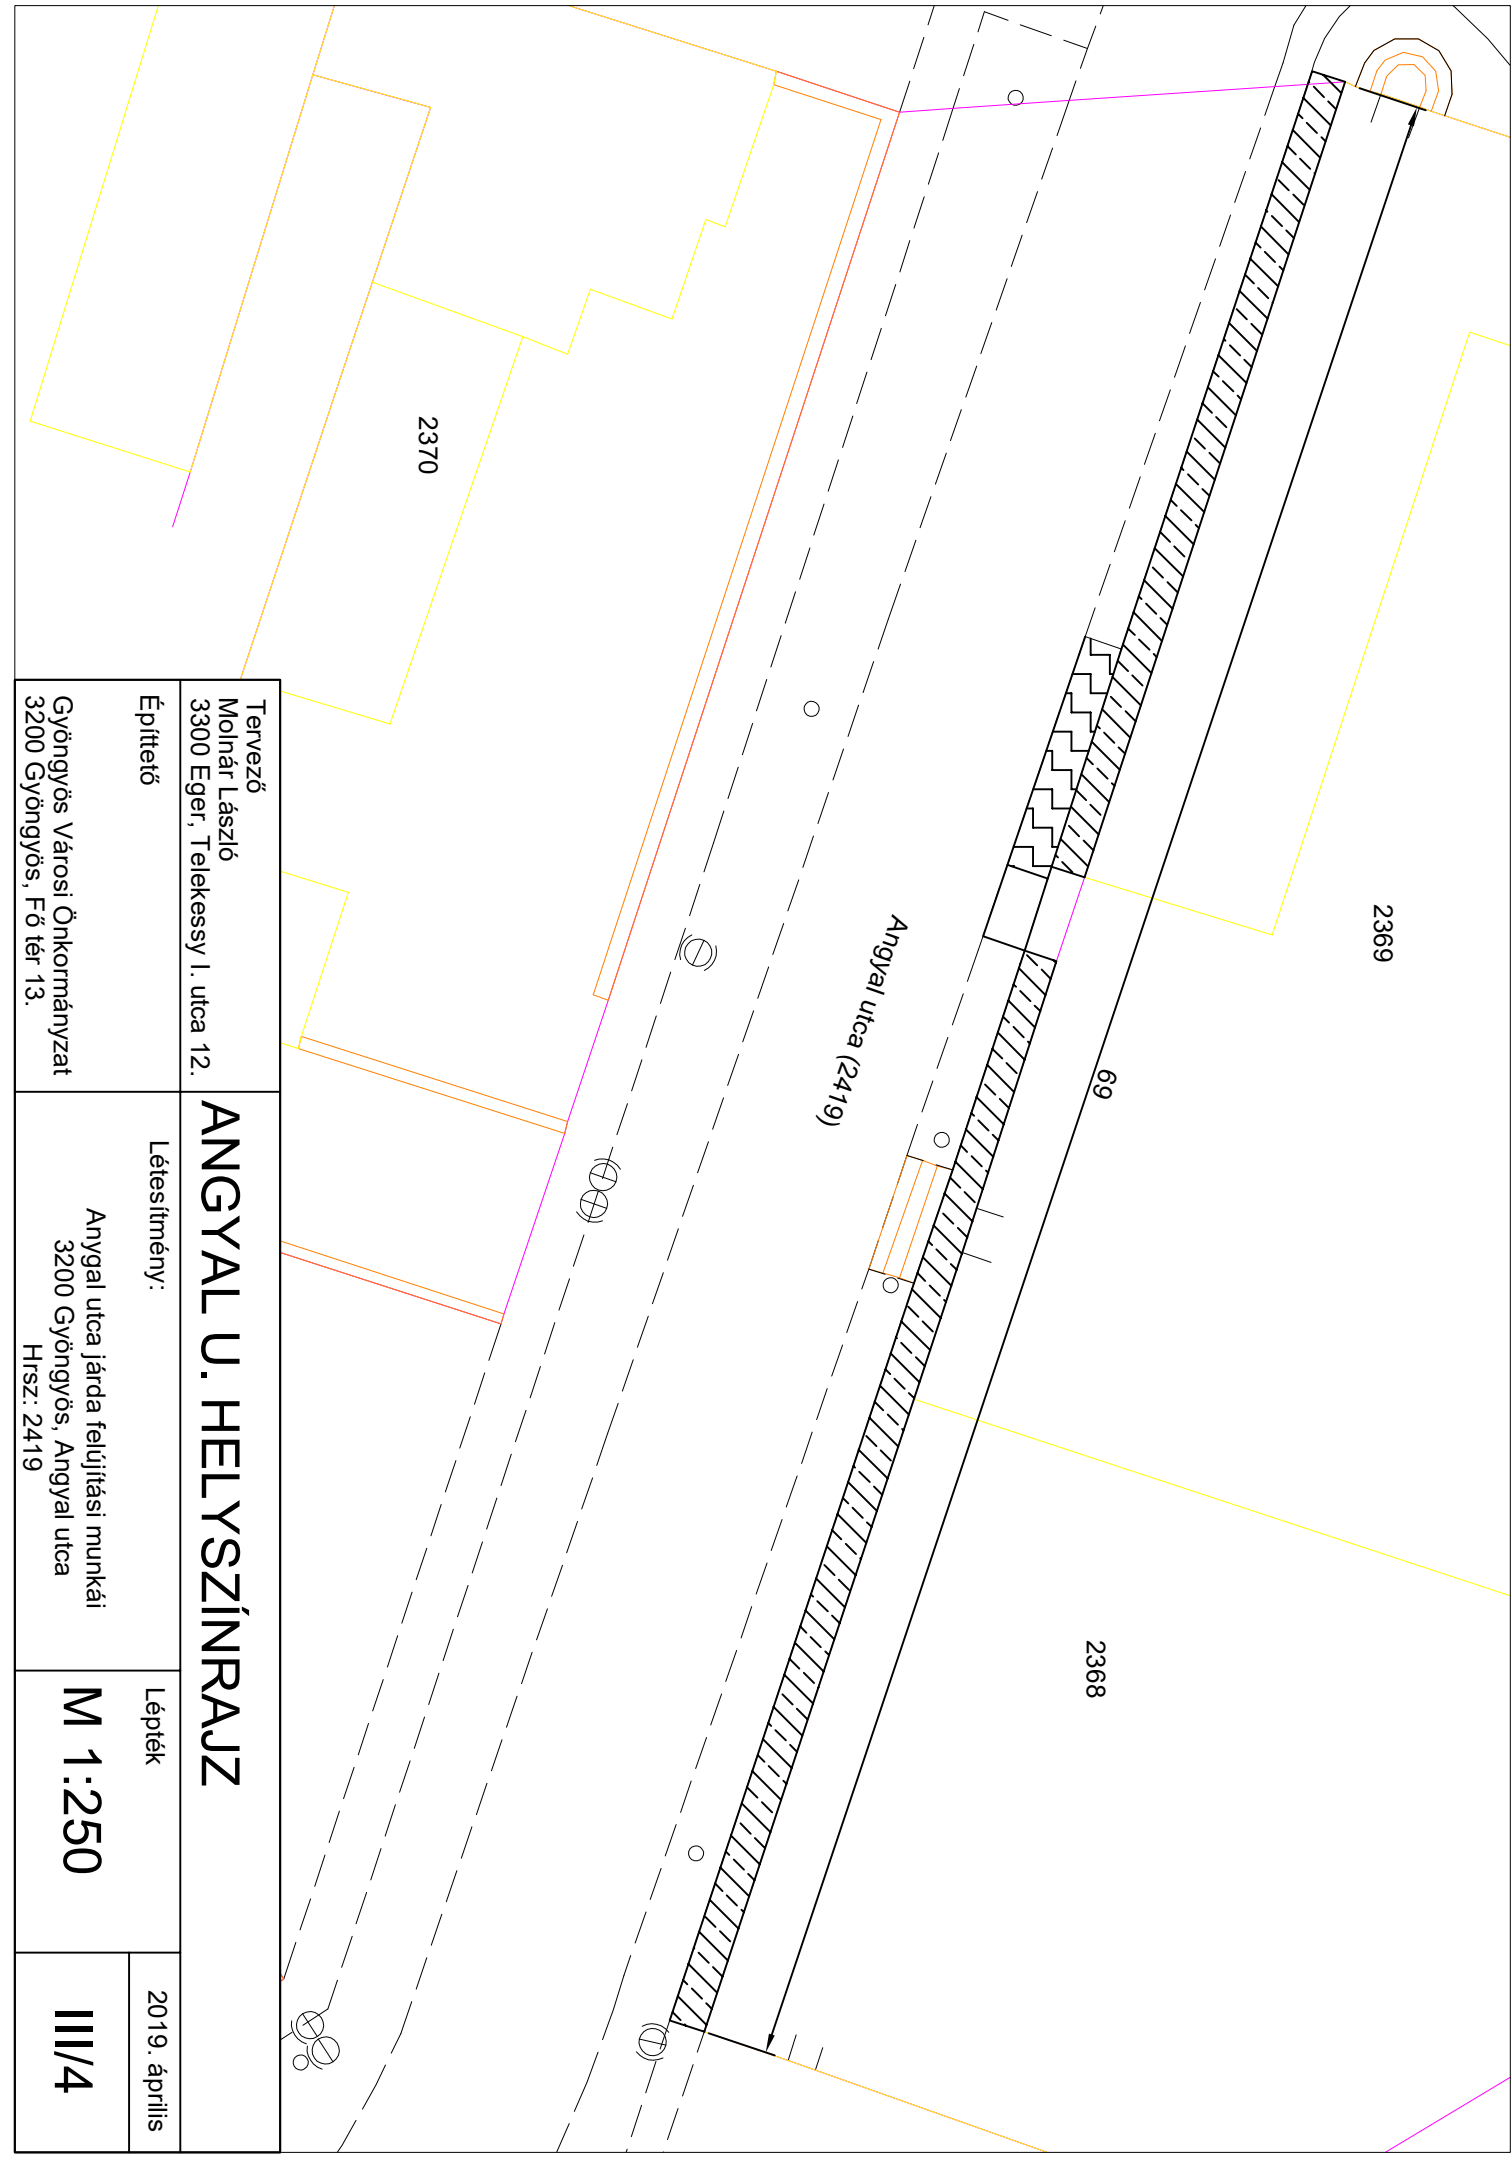 2369
69
Angyal utca (2419)
2368
2370
Tervező
Molnár László
3300 Eger, Telekessy I. utca 12.
Építtető
Gyöngyös Városi Önkormányzat
3200 Gyöngyös, Fő tér 13.
ANGYAL U. HELYSZÍNRAJZ
Létesítmény:
Anygal utca járda felújítási munkái
3200 Gyöngyös, Angyal utca
Hrsz: 2419
Lépték
M 1:250
2019. április
III/4